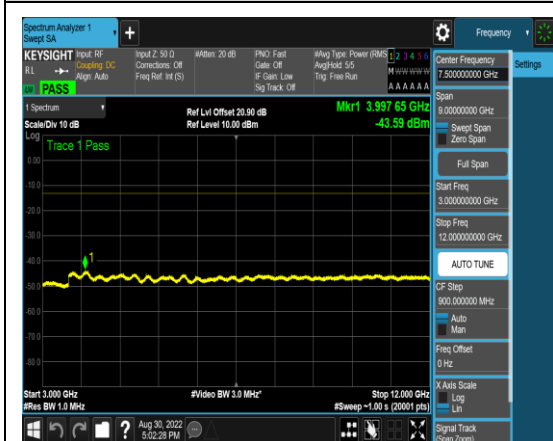 Spectrum Analyzer 1
Swept SA
+
Frequency
KEYSIGHT
RL
Align: Auto
PASS
Input: RF
Coupling: DC
Input Z: 50 Ω
Corrections: Off
Freq Ref: Int (S)
#Atten: 20 dB
PNO: Fast
Gate: Off
IF Gain: Low
Sig Track: Off
#Avg Type: Power (RMS
Avg|Hold: 5/5
Trig: Free Run
1 2 3 4 5 6
M W W W W W
A A A A A A
Center Frequency
7.500000000 GHz
Settings
Span
9.00000000 GHz
Swept Span
Zero Span
Full Span
Start Freq
3.000000000 GHz
Stop Freq
12.000000000 GHz
AUTO TUNE
CF Step
900.000000 MHz
Auto
Man
Freq Offset
0 Hz
X Axis Scale
Log
Lin
Signal Track
(Span Zoom)
1 Spectrum
Scale/Div 10 dB
Ref Lvl Offset 20.90 dB
Ref Level 10.00 dBm
Mkr1 3.997 65 GHz
-43.59 dBm
Log
Trace 1 Pass
0.00
-10.0
-20.0
-30.0
-40.0
-50.0
-60.0
-70.0
-80.0
1
Start 3.000 GHz
#Res BW 1.0 MHz
#Video BW 3.0 MHz*
Stop 12.000 GHz
#Sweep ~1.00 s (20001 pts)
?
Aug 30, 2022
5:02:28 PM